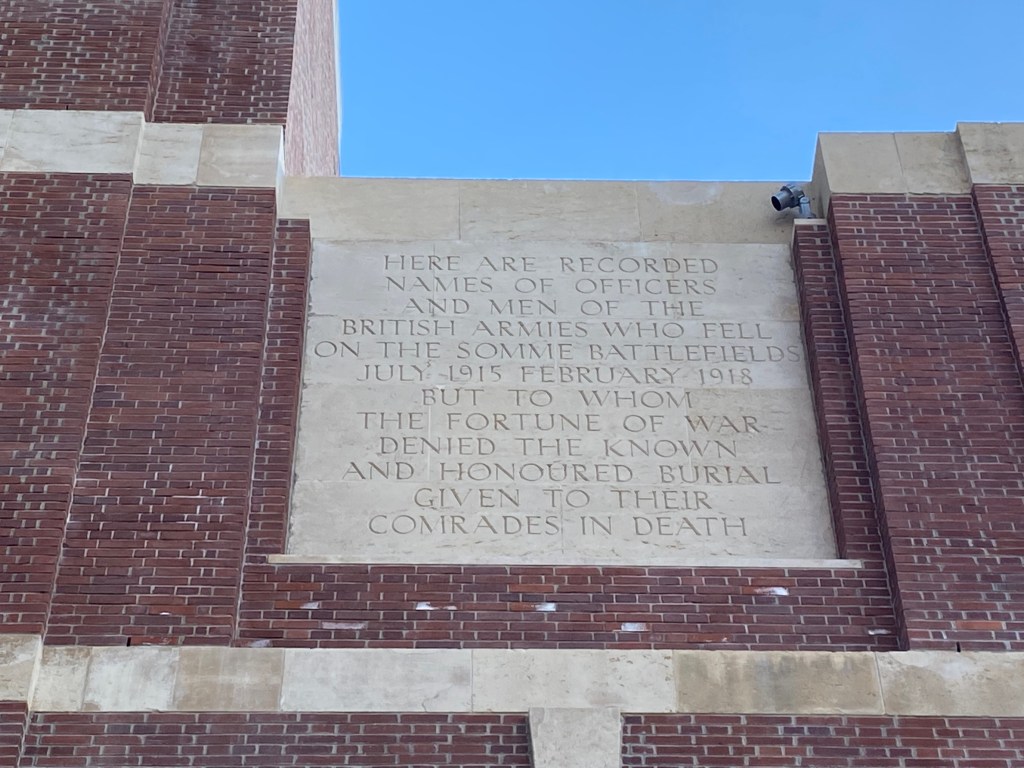 HERE ARE RECORDED
NAMES OF OFFICERS
AND MEN OF THE
BRITISH ARMIES WHO FELL
ON THE SOMME BATTLEFIELDS
JULY 1915 FEBRUARY 1918
BUT TO WHOM
THE FORTUNE OF WAR
DENIED THE KNOWN
AND HONOURED BURIAL
GIVEN TO THEIR
COMRADES IN DEATH